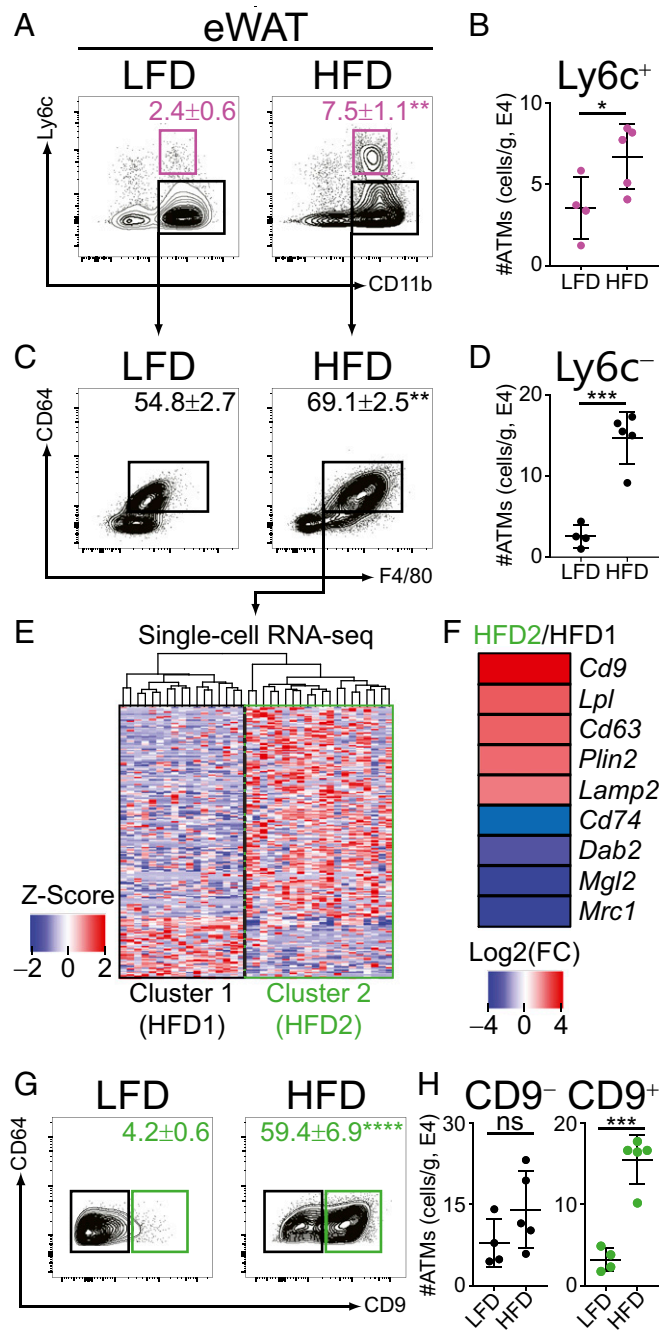 A
eWAT
LFD
HFD
Ly6c
2.4±0.6
7.5±1.1**
CD11b
B
Ly6c+
#ATMs (cells/g, E4)
10
5
0
*
LFD HFD
C
LFD
HFD
CD64
54.8±2.7
69.1±2.5**
F4/80
D
Ly6c−
#ATMs (cells/g, E4)
20
10
0
***
LFD HFD
E
Single-cell RNA-seq
Z-Score
−2 0 2
Cluster 1
(HFD1)
Cluster 2
(HFD2)
F
HFD2/HFD1
Cd9
Lpl
Cd63
Plin2
Lamp2
Cd74
Dab2
Mgl2
Mrc1
Log2(FC)
−4 0 4
G
LFD
HFD
CD64
4.2±0.6
59.4±6.9****
CD9
H
CD9−
#ATMs (cells/g, E4)
30
15
0
ns
LFD
HFD
CD9+
20
10
0
***
LFD
HFD